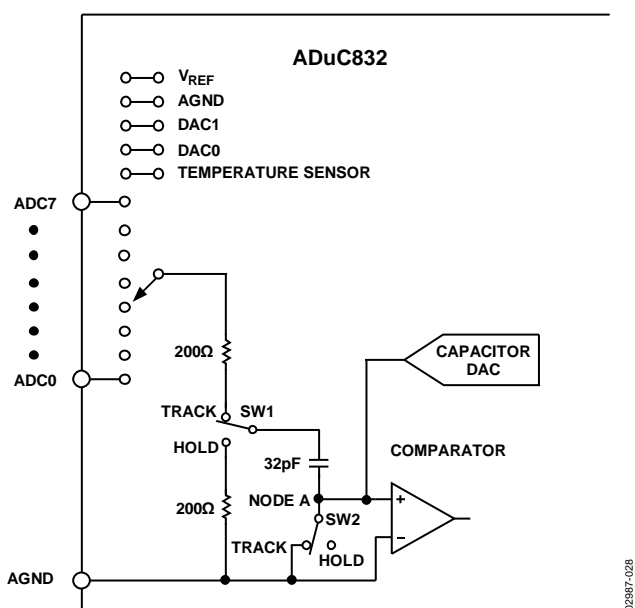 ADuC832
VREF
AGND
DAC1
DAC0
TEMPERATURE SENSOR
ADC7
200Ω
CAPACITOR
DAC
ADC0
TRACK SW1
COMPARATOR
HOLD
32pF
NODE A
+
200Ω
SW2
–
TRACK
HOLD
AGND
02987-028